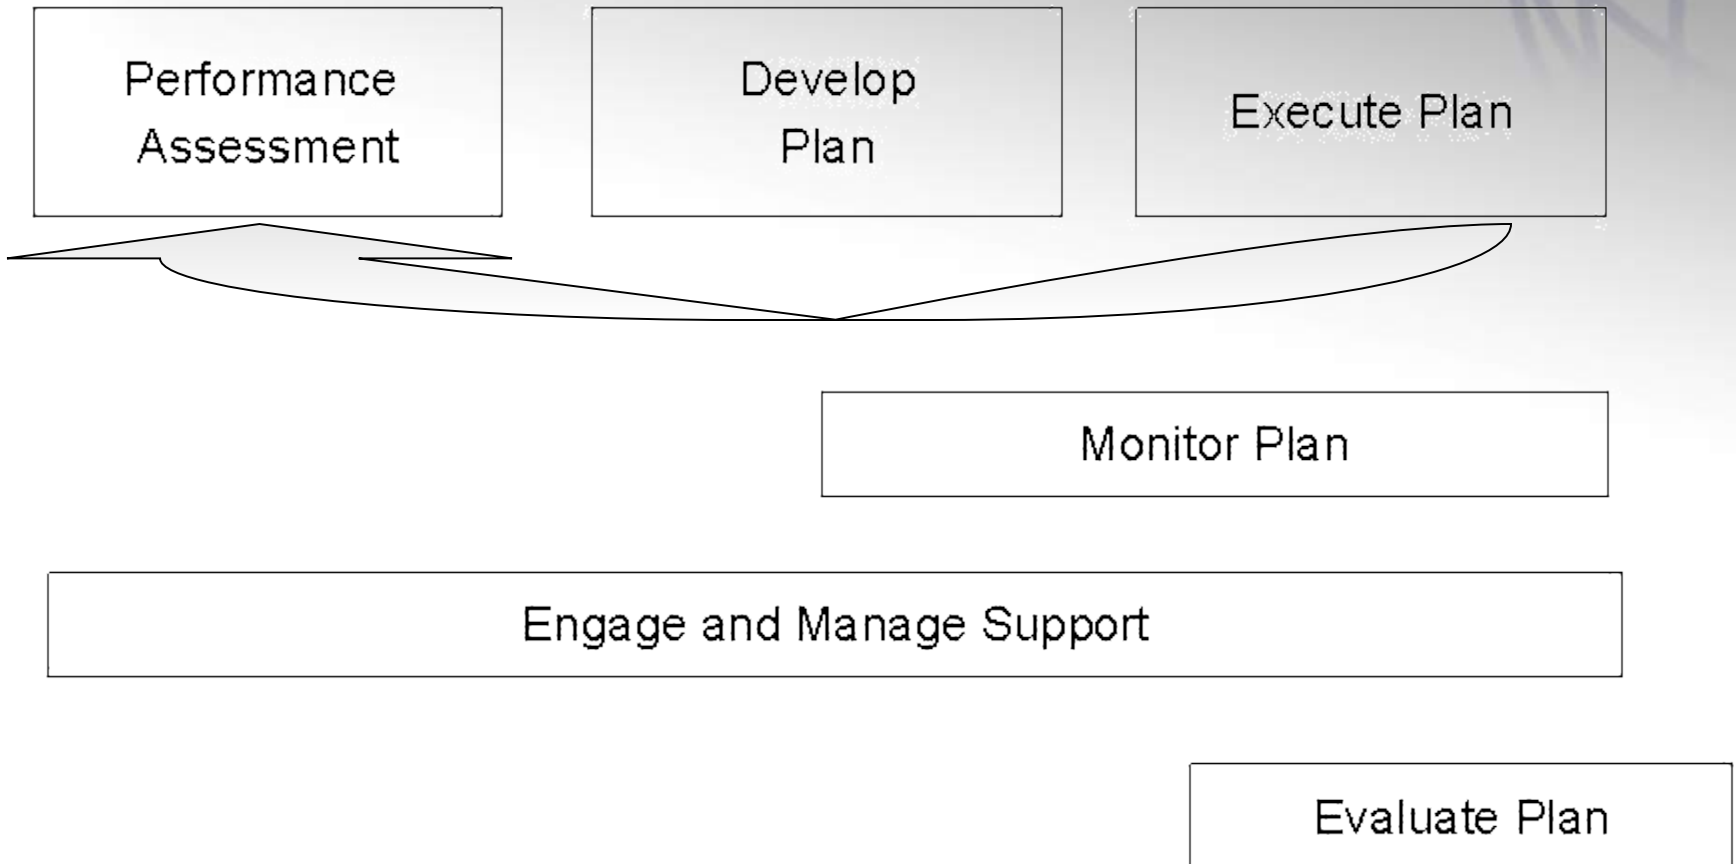 Performance
Assessment
Develop
Plan
Execute Plan
Monitor Plan
Engage and Manage Support
Evaluate Plan